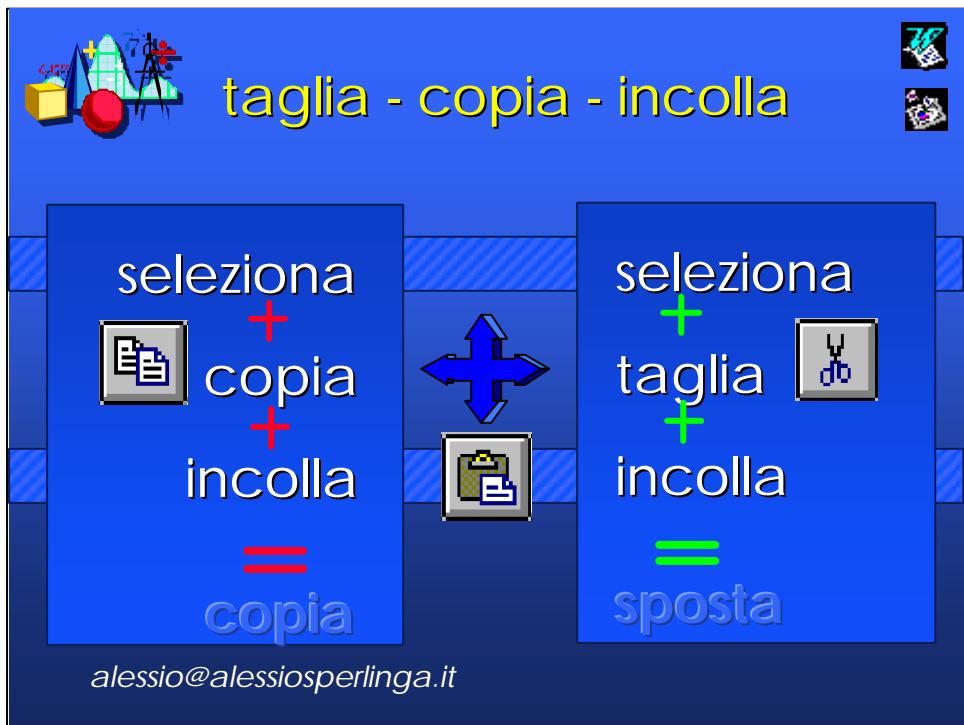 taglia - copia - incolla
seleziona
+
copia
+
incolla
=
copia
seleziona
+
taglia
+
incolla
=
sposta
alessio@alessiosperlinga.it